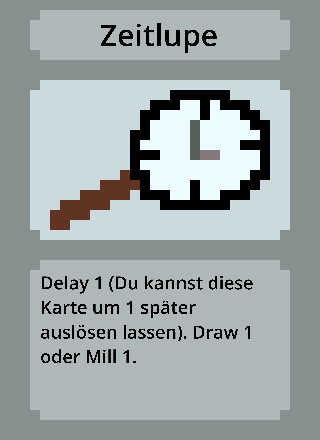 Zeitlupe
Delay 1 (Du kannst diese
Karte um 1 später
auslösen lassen). Draw 1
oder Mill 1.